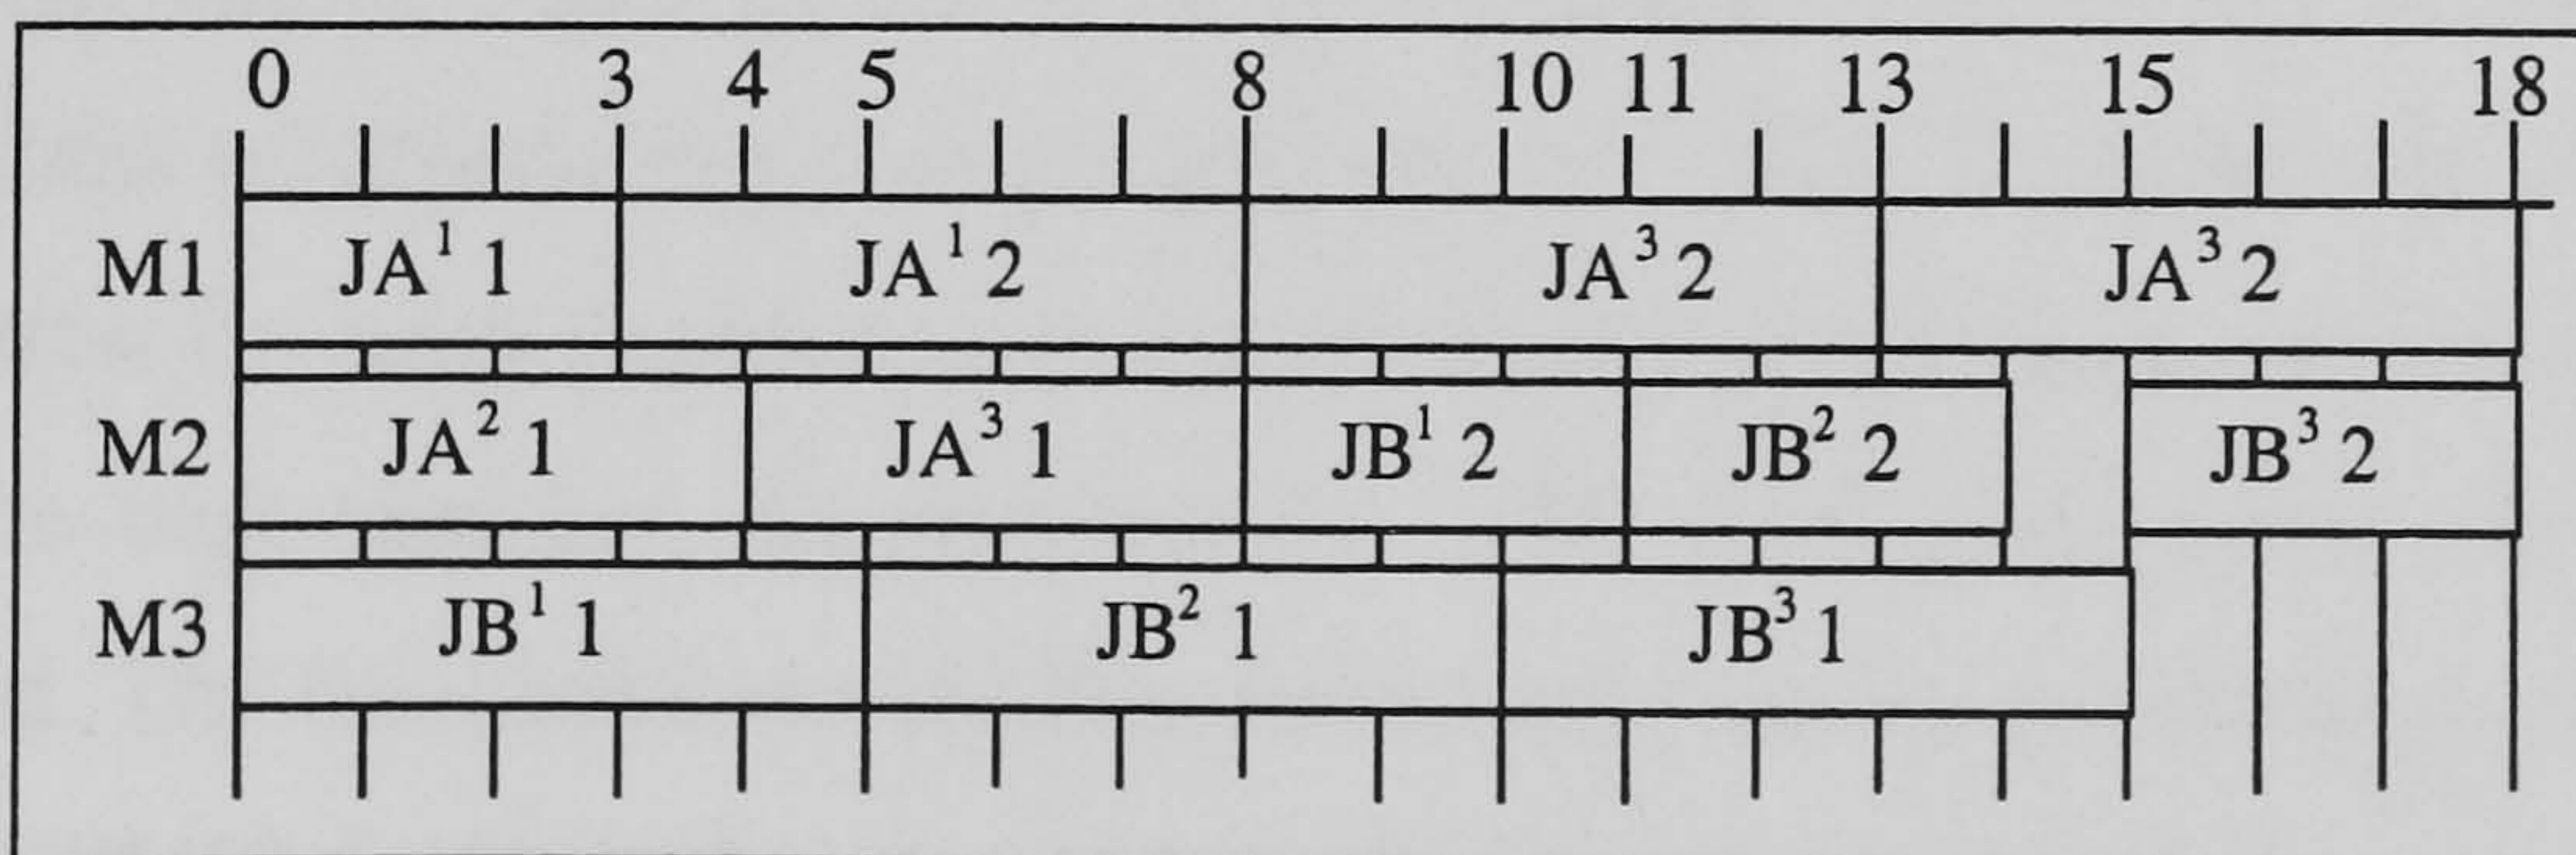 0 3 4 5 8 10 11 13 15 18
M1 JA¹ 1 JA¹ 2 JA³ 2 JA³ 2
M2 JA² 1 JA³ 1 JB¹ 2 JB² 2 JB³ 2
M3 JB¹ 1 JB² 1 JB³ 1